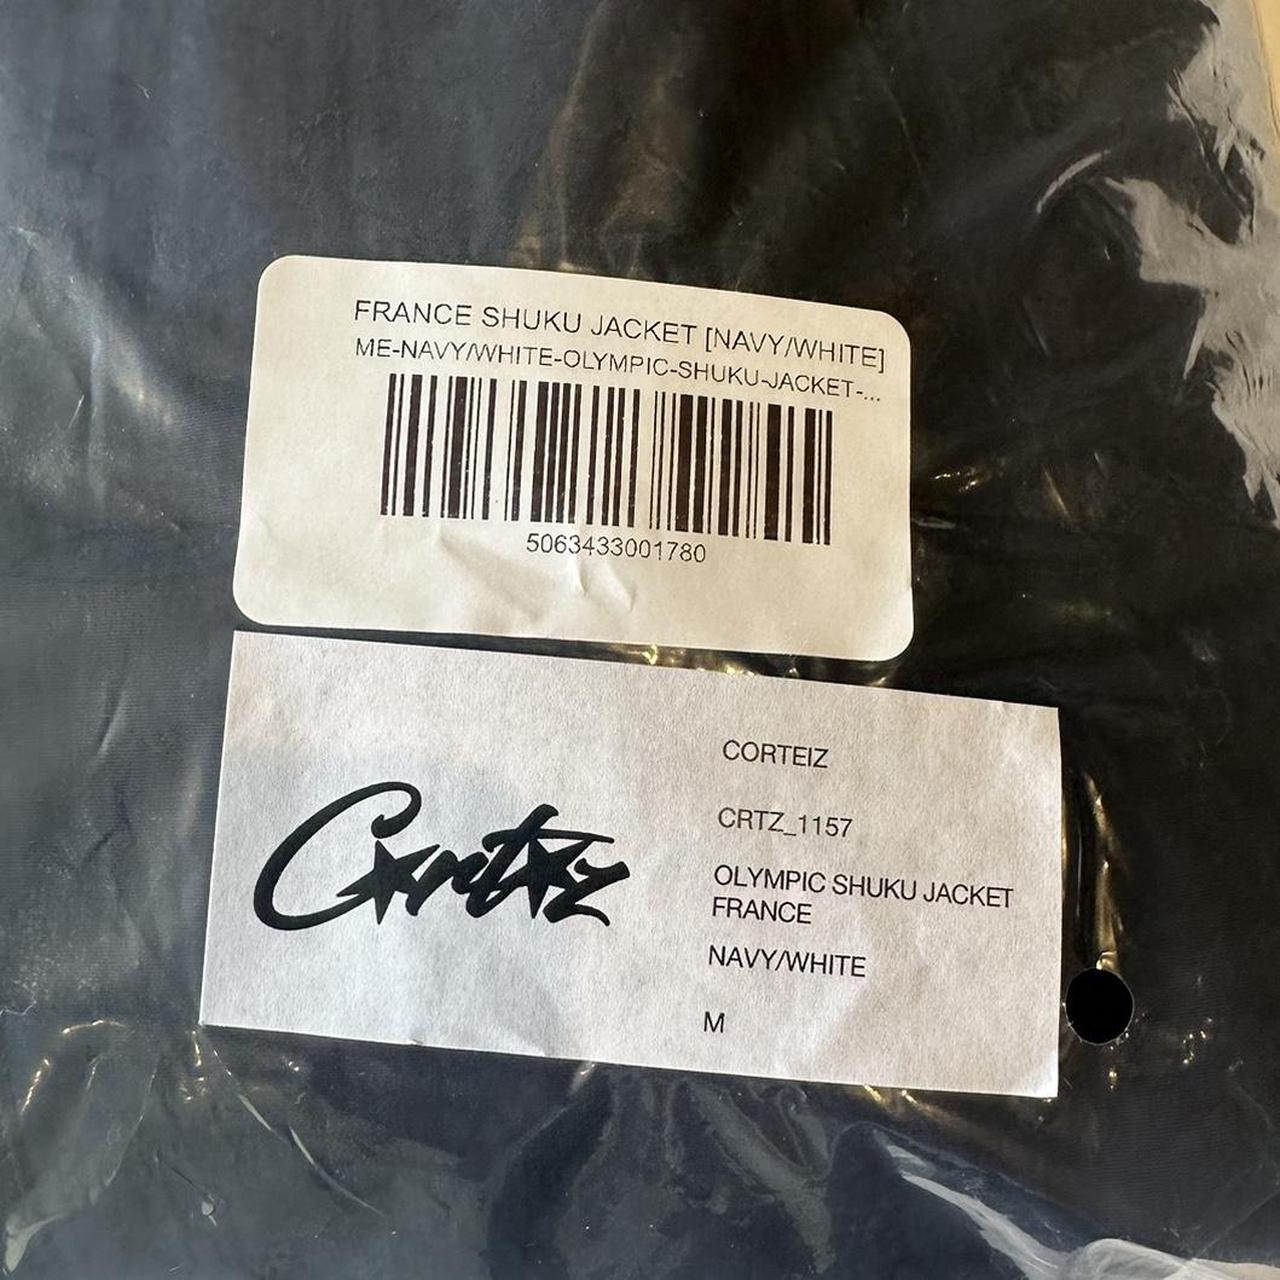 FRANCE SHUKU JACKET [NAVY/WHITE]
ME-NAVY/WHITE-OLYMPIC-SHUKU-JACKET-...
5063433001780
Crtz
CORTEIZ
CRTZ_1157
OLYMPIC SHUKU JACKET
FRANCE
NAVY/WHITE
M